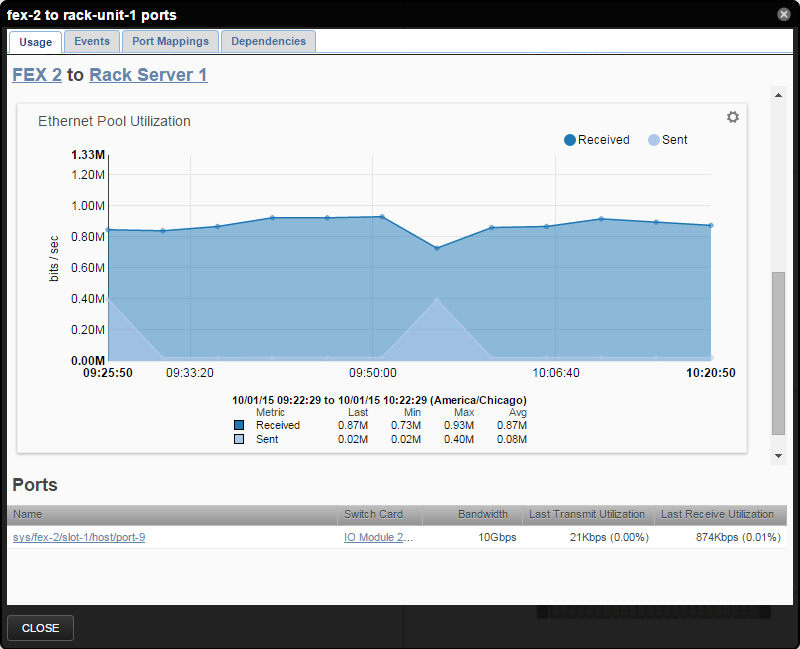 fex-2 to rack-unit-1 ports
Usage Events Port Mappings Dependencies
FEX 2 to Rack Server 1
Ethernet Pool Utilization
Received Sent
1.33M
1.20M
1.00M
0.80M
0.60M
0.40M
0.20M
0.00M
bits / sec
09:25:50 09:33:20 09:50:00 10:06:40 10:20:50
10/01/15 09:22:29 to 10/01/15 10:22:29 (America/Chicago)
Metric Last Min Max Avg
Received 0.87M 0.73M 0.93M 0.87M
Sent 0.02M 0.02M 0.40M 0.08M
Ports
Name Switch Card Bandwidth Last Transmit Utilization Last Receive Utilization
sys/fex-2/slot-1/host/port-9 IO Module 2... 10Gbps 21Kbps (0.00%) 874Kbps (0.01%)
CLOSE